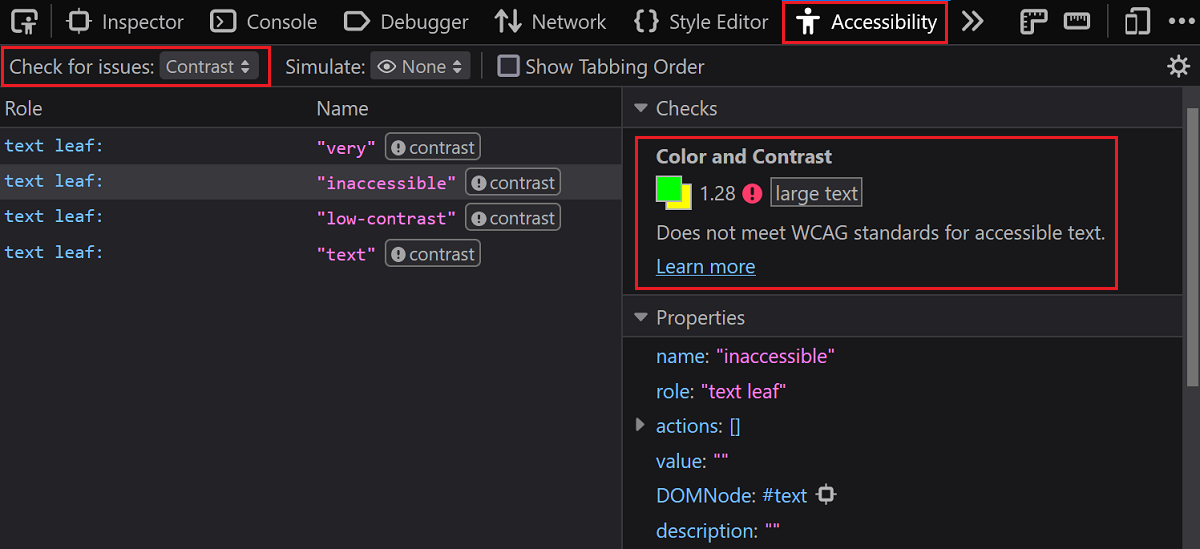 Inspector Console Debugger Network Style Editor Accessibility
Check for issues: Contrast Simulate: None Show Tabbing Order
Role Name
text leaf: "very" contrast
text leaf: "inaccessible" contrast
text leaf: "low-contrast" contrast
text leaf: "text" contrast
Checks
Color and Contrast
1.28 large text
Does not meet WCAG standards for accessible text.
Learn more
Properties
name: "inaccessible"
role: "text leaf"
actions: []
value: ""
DOMNode: #text
description: ""